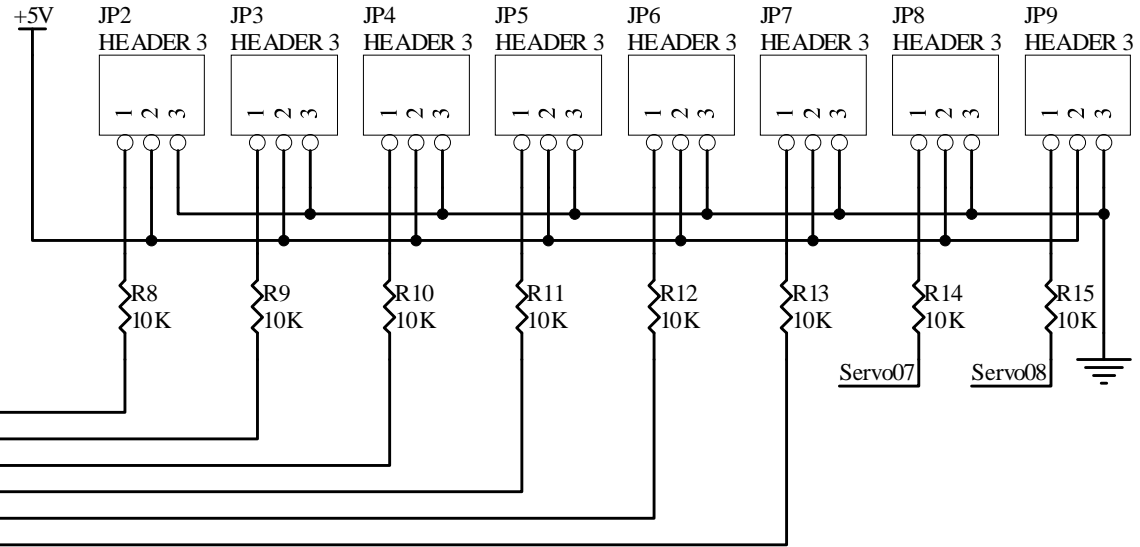 +5V JP2 JP3 JP4 JP5 JP6 JP7 JP8 JP9
HEADER 3 HEADER 3 HEADER 3 HEADER 3 HEADER 3 HEADER 3 HEADER 3 HEADER 3
1 2 3 1 2 3 1 2 3 1 2 3 1 2 3 1 2 3 1 2 3 1 2 3
R8 R9 R10 R11 R12 R13 R14 R15
10K 10K 10K 10K 10K 10K 10K 10K
Servo07 Servo08